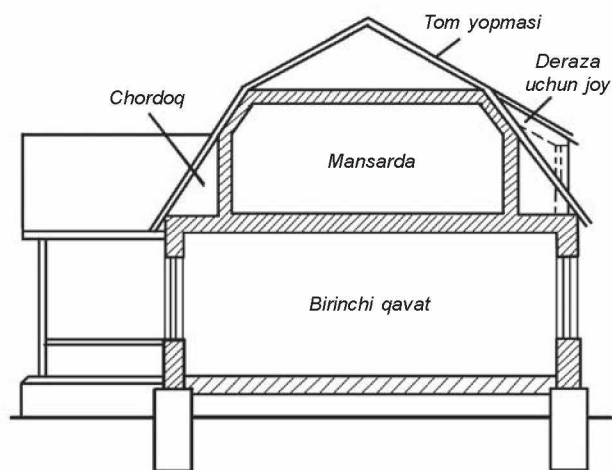 Tom yopmasi
Deraza
uchun joy
Chordoq
Mansarda
Birinchi qavat